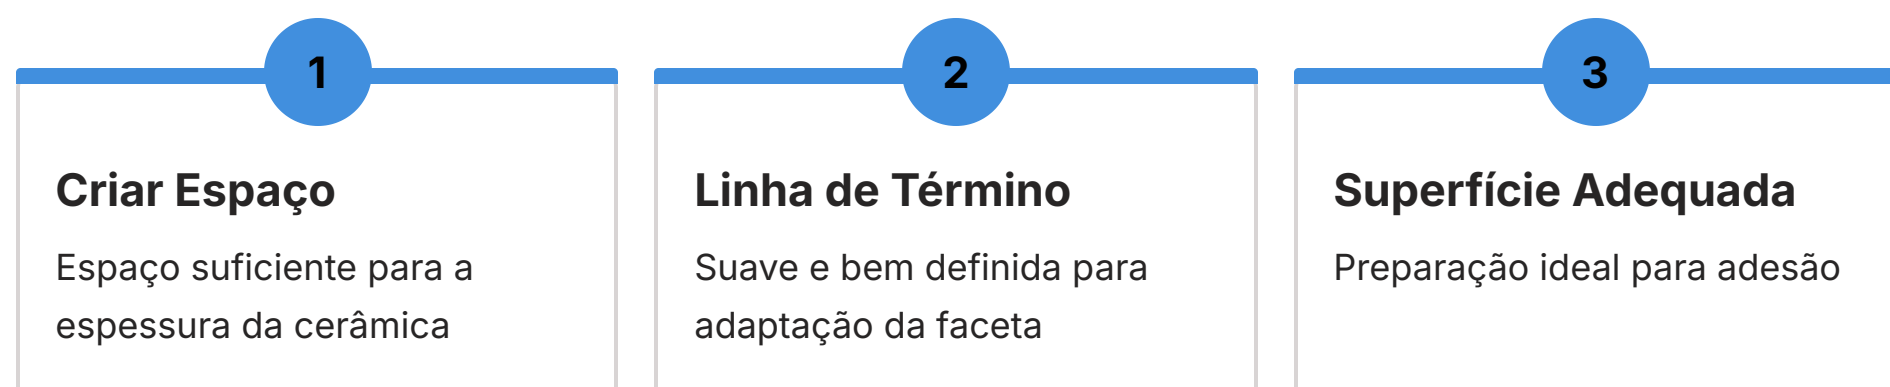 1
Criar Espaço
Espaço suficiente para a
espessura da cerâmica
2
Linha de Término
Suave e bem definida para
adaptação da faceta
3
Superfície Adequada
Preparação ideal para adesão